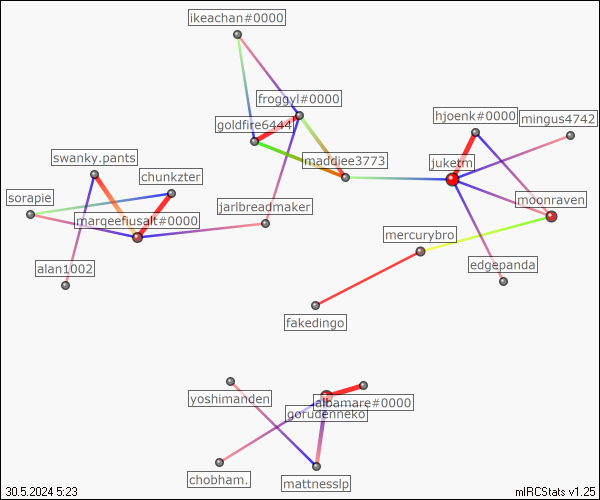 ikeachan#0000
froggyl#0000
goldfire6444
hjoenk#0000
mingus4742
maddiee3773
juketm
swanky.pants
chunkzter
sorapie
jarlbreadmaker
moonraven
marqeefiusalt#0000
mercurybro
alan1002
edgepanda
fakedingo
yoshimanden
albamare#0000
gorudenneko
chobham.
mattnesslp
30.5.2024 5:23
mIRCStats v1.25